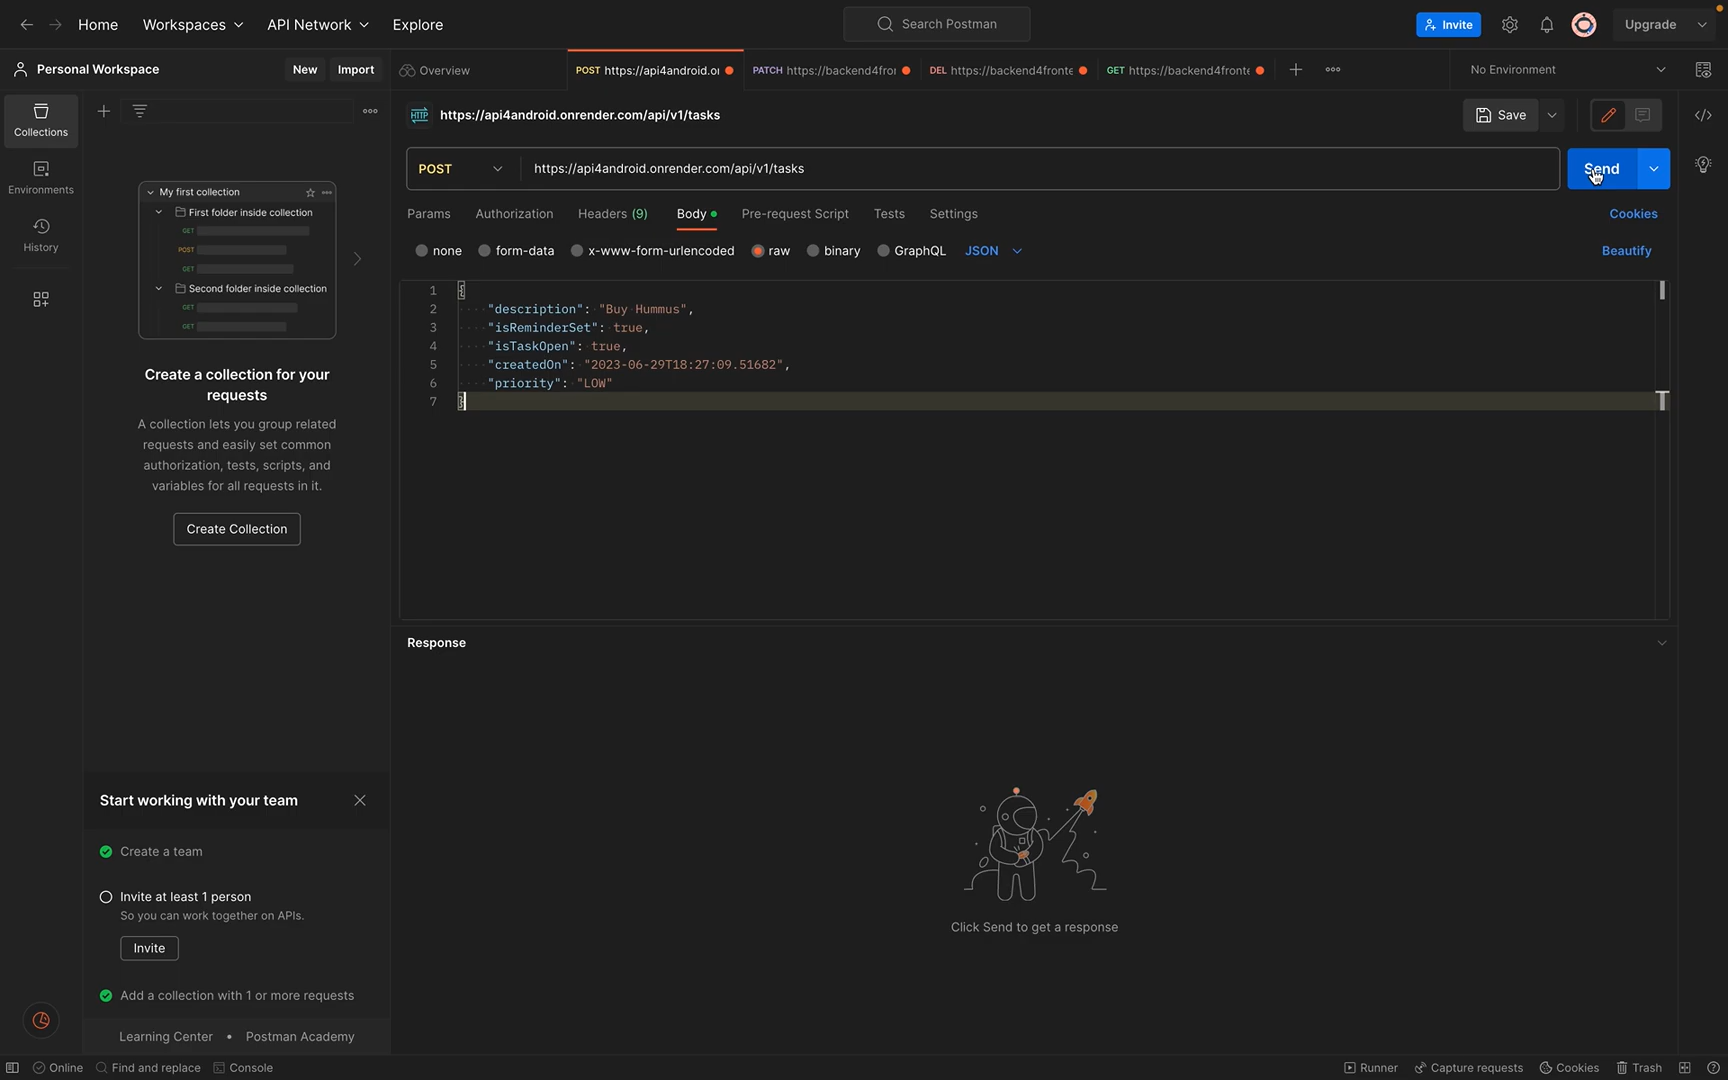 Home Workspaces API Network Explore Search Postman Invite Upgrade
Personal Workspace New Import Overview POST https://api4android.or PATCH https://backend4fror DEL https://backend4fronte GET https://backend4fronte No Environment
Collections
Environments
History
My first collection
First folder inside collection
GET
POST
GET
Second folder inside collection
GET
GET
Create a collection for your
requests
A collection lets you group related
requests and easily set common
authorization, tests, scripts, and
variables for all requests in it.
Create Collection
Start working with your team
Create a team
Invite at least 1 person
So you can work together on APIs.
Invite
Add a collection with 1 or more requests
Learning Center • Postman Academy
HTTP https://api4android.onrender.com/api/v1/tasks Save
POST https://api4android.onrender.com/api/v1/tasks Send
Params Authorization Headers (9) Body Pre-request Script Tests Settings Cookies
none form-data x-www-form-urlencoded raw binary GraphQL JSON Beautify
1 {
2 "description": "Buy Hummus",
3 "isReminderSet": true,
4 "isTaskOpen": true,
5 "createdOn": "2023-06-29T18:27:09.51682",
6 "priority": "LOW"
7 }
Response
Click Send to get a response
Online Find and replace Console Runner Capture requests Cookies Trash